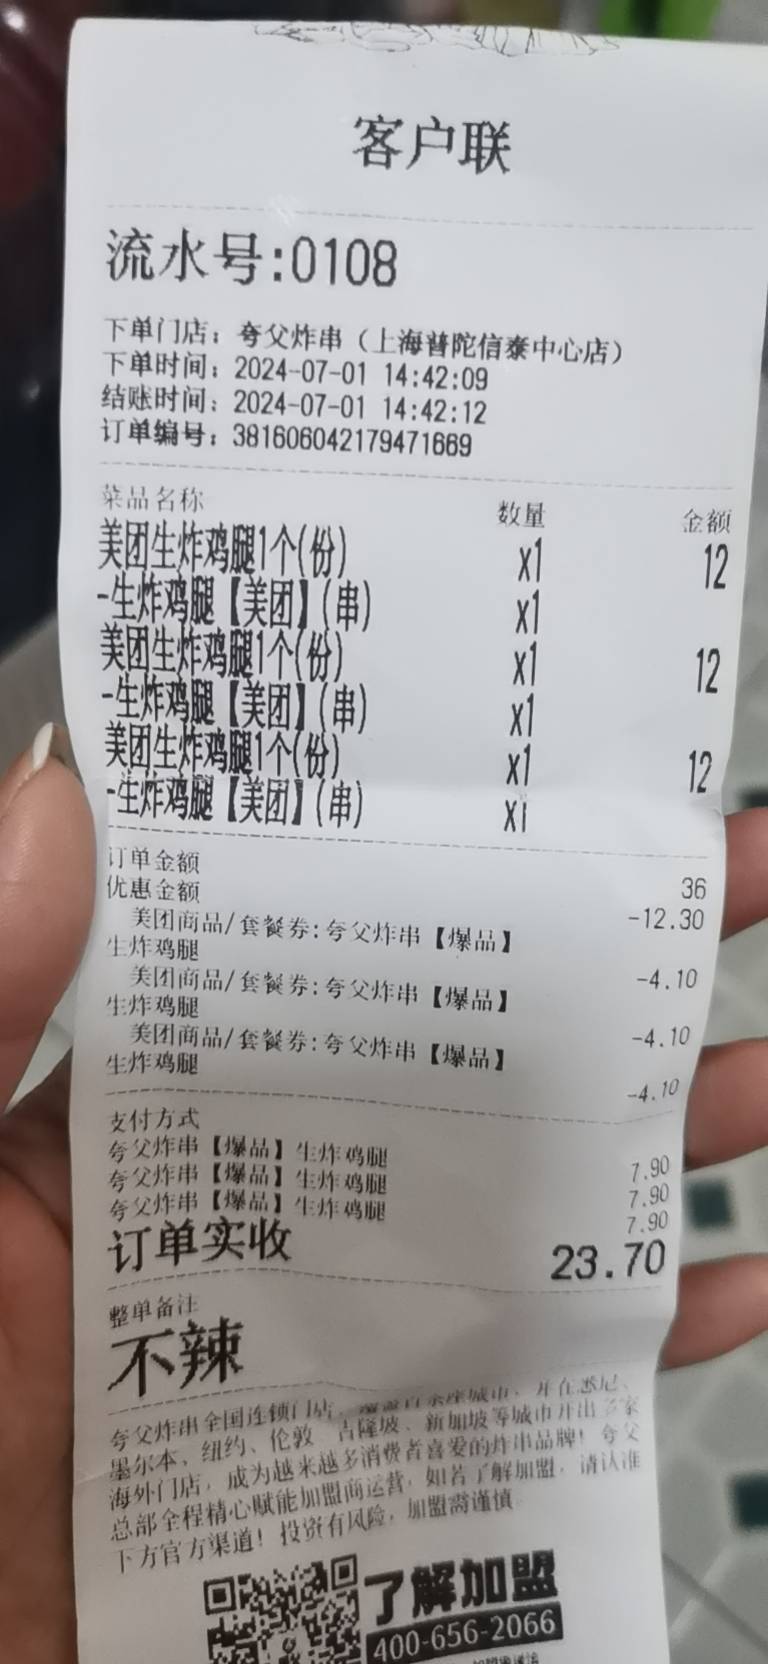 客户联
流水号:0108
下单门店：夸父炸串（上海普陀信泰中心店）
下单时间：2024-07-01 14:42:09
结账时间：2024-07-01 14:42:12
订单编号：381606042179471669
菜品名称 数量 金额
美团生炸鸡腿1个(份) x1 12
-生炸鸡腿【美团】(串) x1
美团生炸鸡腿1个(份) x1 12
-生炸鸡腿【美团】(串) x1
美团生炸鸡腿1个(份) x1 12
-生炸鸡腿【美团】(串) x1
订单金额 36
优惠金额 -12.30
美团商品/套餐券:夸父炸串【爆品】
生炸鸡腿 -4.10
美团商品/套餐券:夸父炸串【爆品】
生炸鸡腿 -4.10
美团商品/套餐券:夸父炸串【爆品】
生炸鸡腿 -4.10
支付方式
夸父炸串【爆品】生炸鸡腿 7.90
夸父炸串【爆品】生炸鸡腿 7.90
夸父炸串【爆品】生炸鸡腿 7.90
订单实收 23.70
整单备注
不辣
夸父炸串全国连锁门店，百余座城市，并在悉尼、
墨尔本、纽约、伦敦 吉隆坡、新加坡等城市开出多家
海外门店，成为越来越多消费者喜爱的炸串品牌！夸父
总部全程精心赋能加盟商运营，如若了解加盟，请认准
下方官方渠道！投资有风险，加盟需谨慎
了解加盟
400-656-2066